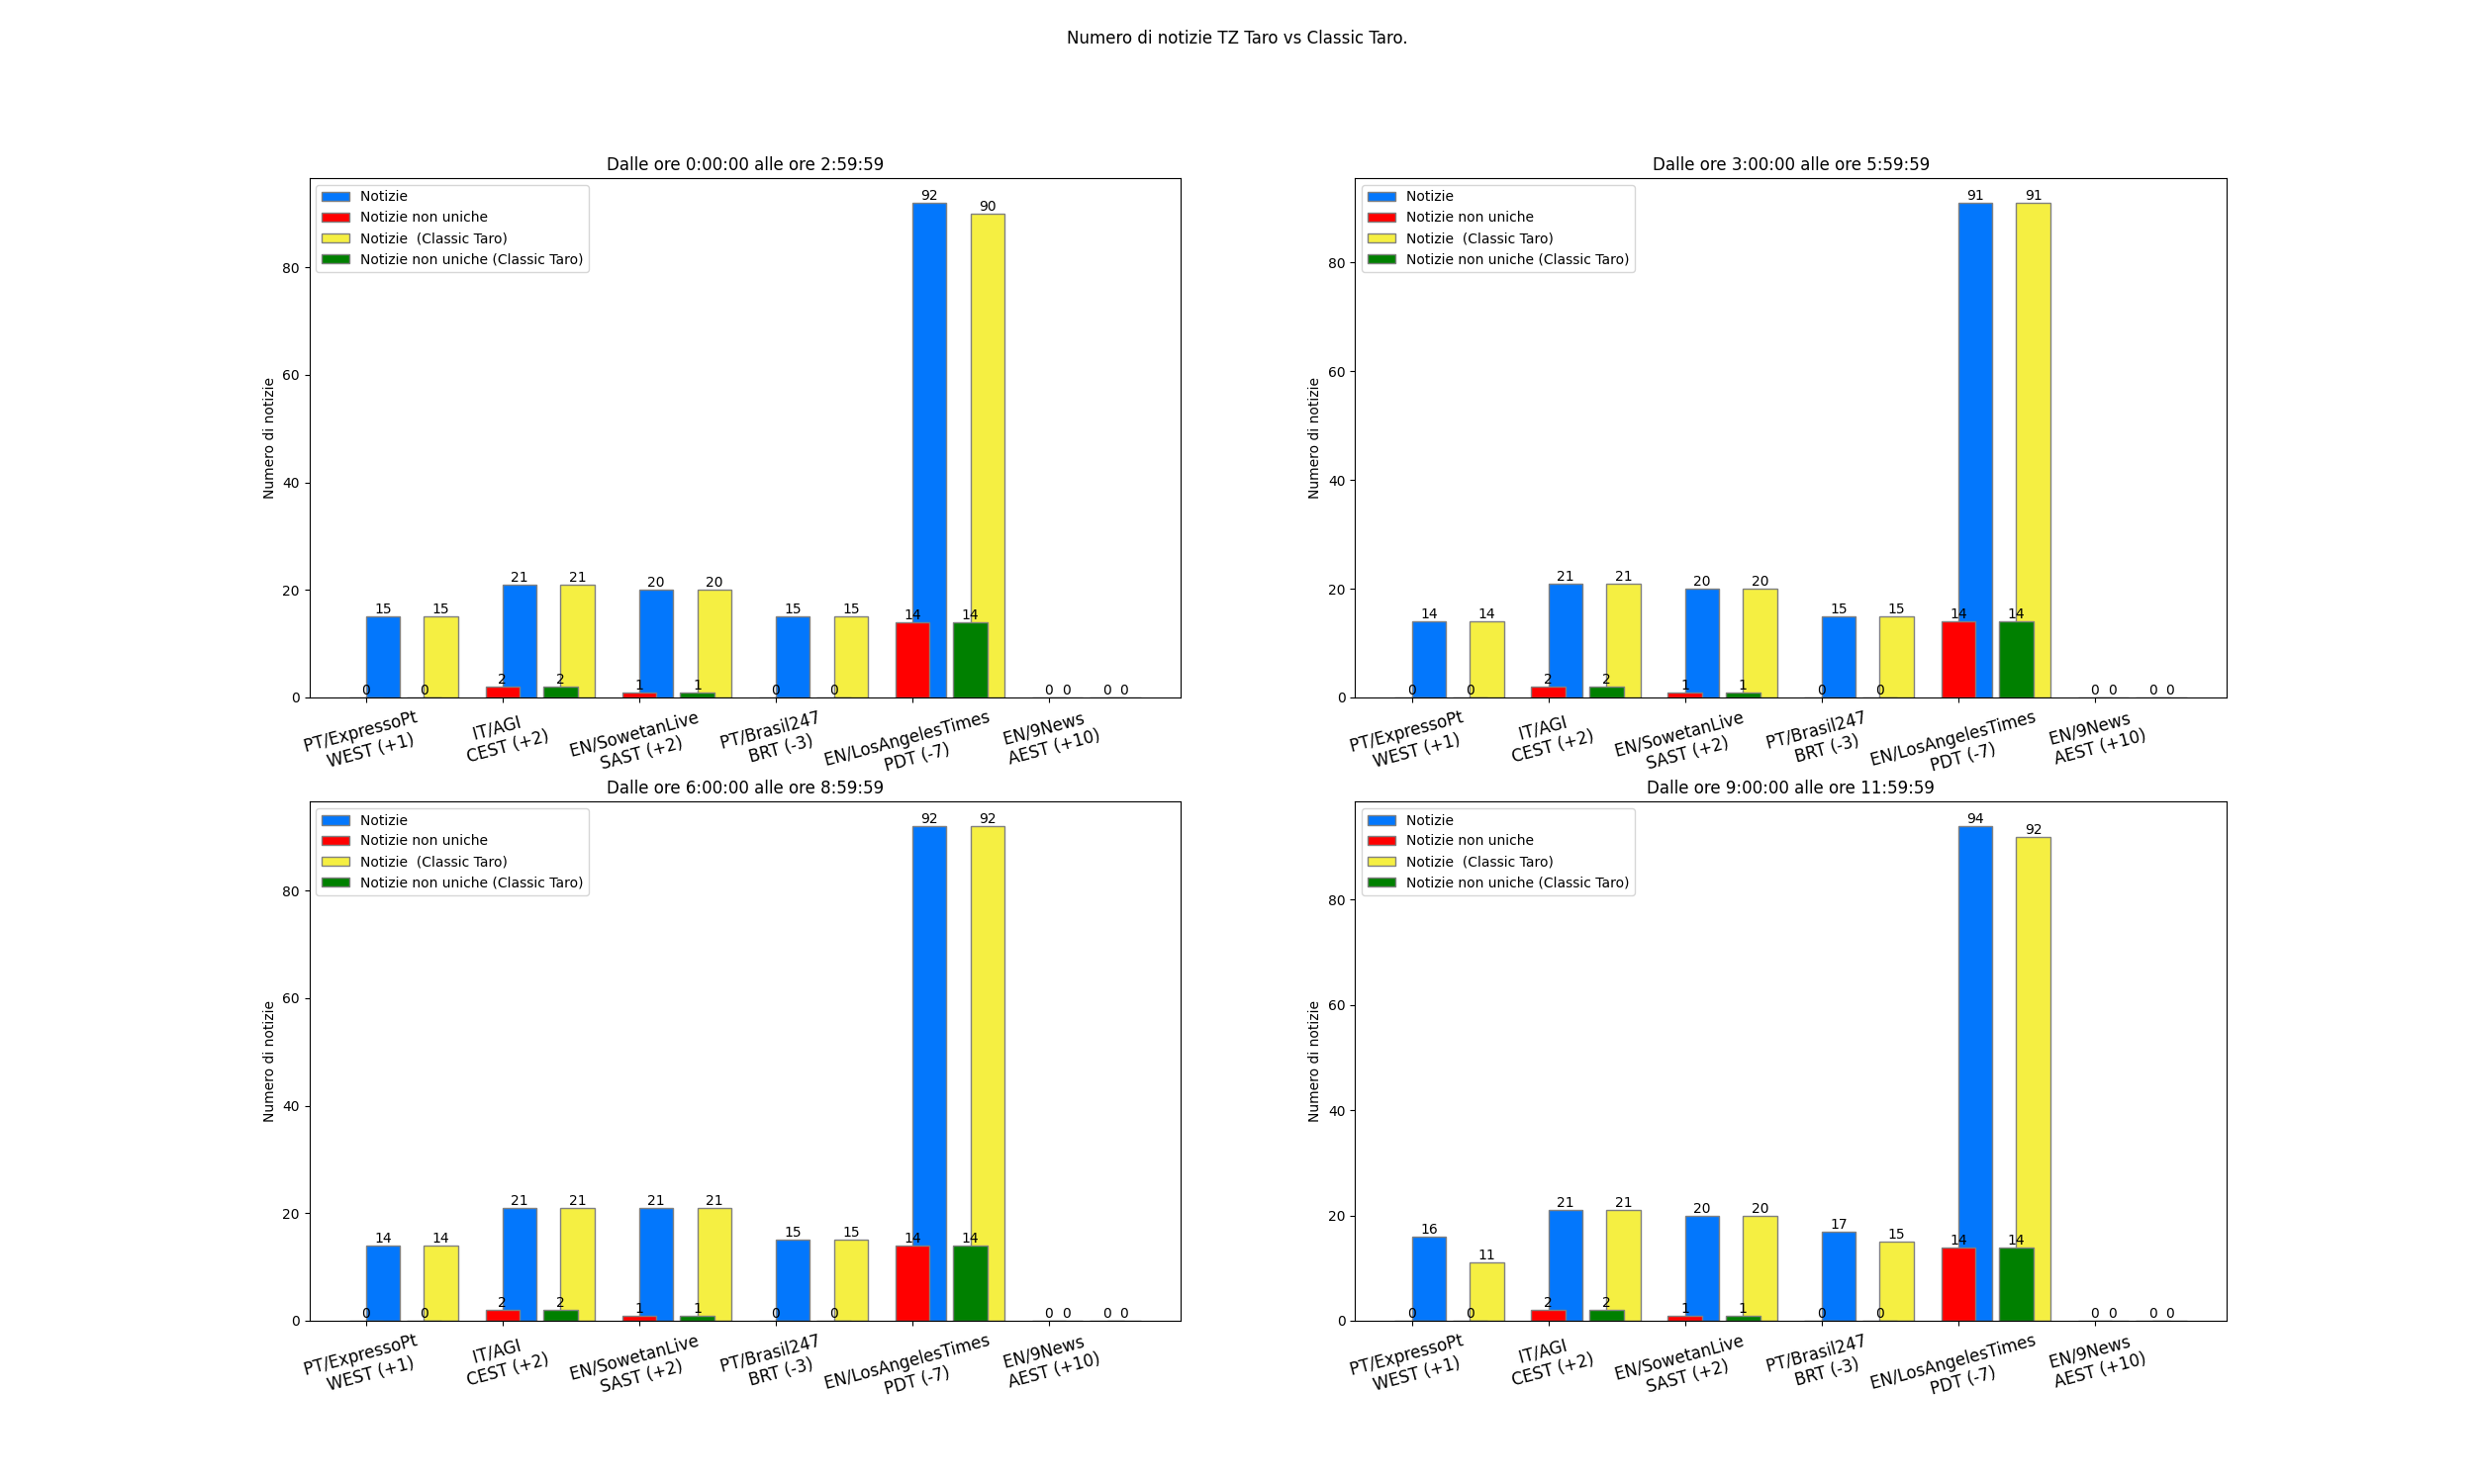 Numero di notizie TZ Taro vs Classic Taro.
Dalle ore 0:00:00 alle ore 2:59:59
Notizie
Notizie non uniche
Notizie  (Classic Taro)
Notizie non uniche (Classic Taro)
Numero di notizie
80
60
40
20
0
15 15 21 21 20 20 15 15 92 90
0 0 2 2 1 1 0 0 14 14 0 0 0 0
PT/ExpressoPt
WEST (+1)
IT/AGI
CEST (+2)
EN/SowetanLive
SAST (+2)
PT/Brasil247
BRT (-3)
EN/LosAngelesTimes
PDT (-7)
EN/9News
AEST (+10)
Dalle ore 3:00:00 alle ore 5:59:59
Notizie
Notizie non uniche
Notizie  (Classic Taro)
Notizie non uniche (Classic Taro)
Numero di notizie
80
60
40
20
0
14 14 21 21 20 20 15 15 91 91
0 0 2 2 1 1 0 0 14 14 0 0 0 0
PT/ExpressoPt
WEST (+1)
IT/AGI
CEST (+2)
EN/SowetanLive
SAST (+2)
PT/Brasil247
BRT (-3)
EN/LosAngelesTimes
PDT (-7)
EN/9News
AEST (+10)
Dalle ore 6:00:00 alle ore 8:59:59
Notizie
Notizie non uniche
Notizie  (Classic Taro)
Notizie non uniche (Classic Taro)
Numero di notizie
80
60
40
20
0
14 14 21 21 21 21 15 15 92 92
0 0 2 2 1 1 0 0 14 14 0 0 0 0
PT/ExpressoPt
WEST (+1)
IT/AGI
CEST (+2)
EN/SowetanLive
SAST (+2)
PT/Brasil247
BRT (-3)
EN/LosAngelesTimes
PDT (-7)
EN/9News
AEST (+10)
Dalle ore 9:00:00 alle ore 11:59:59
Notizie
Notizie non uniche
Notizie  (Classic Taro)
Notizie non uniche (Classic Taro)
Numero di notizie
80
60
40
20
0
16 11 21 21 20 20 17 15 94 92
0 0 2 2 1 1 0 0 14 14 0 0 0 0
PT/ExpressoPt
WEST (+1)
IT/AGI
CEST (+2)
EN/SowetanLive
SAST (+2)
PT/Brasil247
BRT (-3)
EN/LosAngelesTimes
PDT (-7)
EN/9News
AEST (+10)